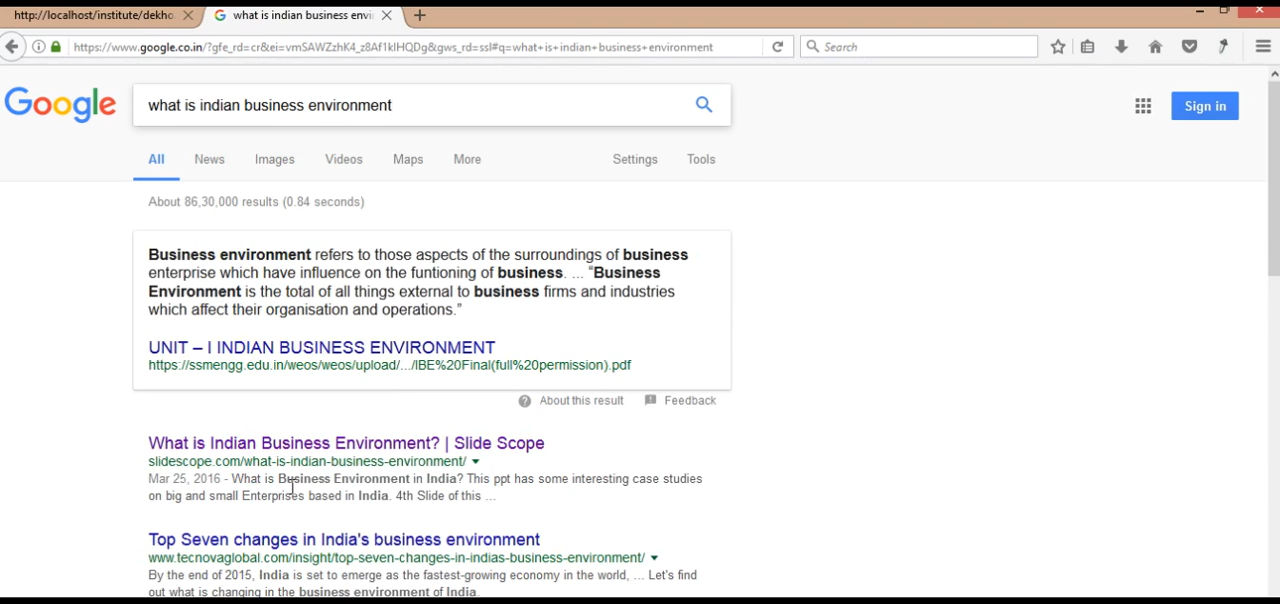 http://localhost/institute/dekho
what is indian business envi
https://www.google.co.in/?gfe_rd=cr&ei=vmSAWZzhK4_z8Af1kIHQDg&gws_rd=ssl#q=what+is+indian+business+environment
Search
Google
what is indian business environment
Sign in
All News Images Videos Maps More Settings Tools
About 86,30,000 results (0.84 seconds)
Business environment refers to those aspects of the surroundings of business
enterprise which have influence on the funtioning of business. ... "Business
Environment is the total of all things external to business firms and industries
which affect their organisation and operations."
UNIT – I INDIAN BUSINESS ENVIRONMENT
https://ssmengg.edu.in/weos/weos/upload/.../IBE%20Final(full%20permission).pdf
About this result Feedback
What is Indian Business Environment? | Slide Scope
slidescope.com/what-is-indian-business-environment/
Mar 25, 2016 - What is Business Environment in India? This ppt has some interesting case studies
on big and small Enterprises based in India. 4th Slide of this ...
Top Seven changes in India's business environment
www.tecnovaglobal.com/insight/top-seven-changes-in-indias-business-environment/
By the end of 2015, India is set to emerge as the fastest-growing economy in the world, ... Let's find
out what is changing in the business environment of India.